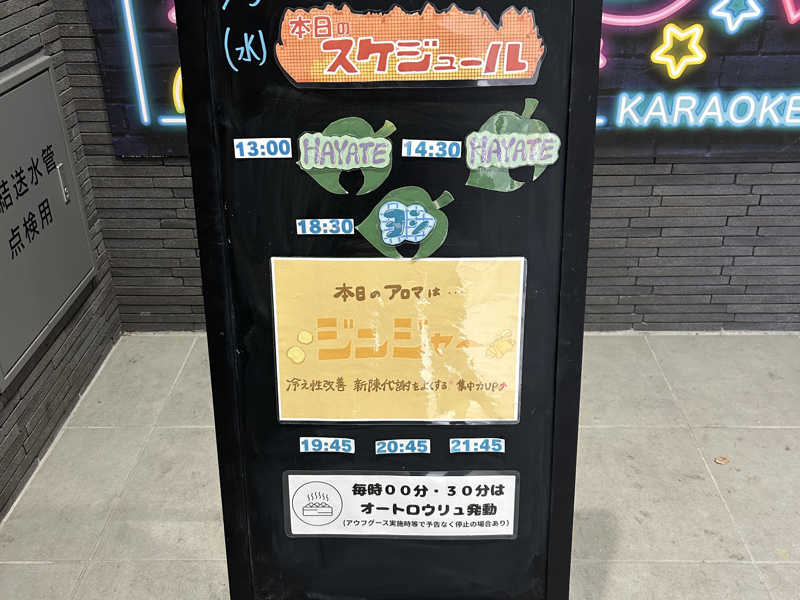 (水)
本日の
スケジュール
KARAOKE
13:00 HAYATE 14:30 HAYATE
18:30 ヨン
結送水管
点検用
本日のアロマは・・・
ジンジャー
冷え性改善 新陳代謝をよくする 集中力UP
19:45 20:45 21:45
毎時００分・３０分は
オートロウリュ発動
(アウフグース実施時等で予告なく停止の場合あり)